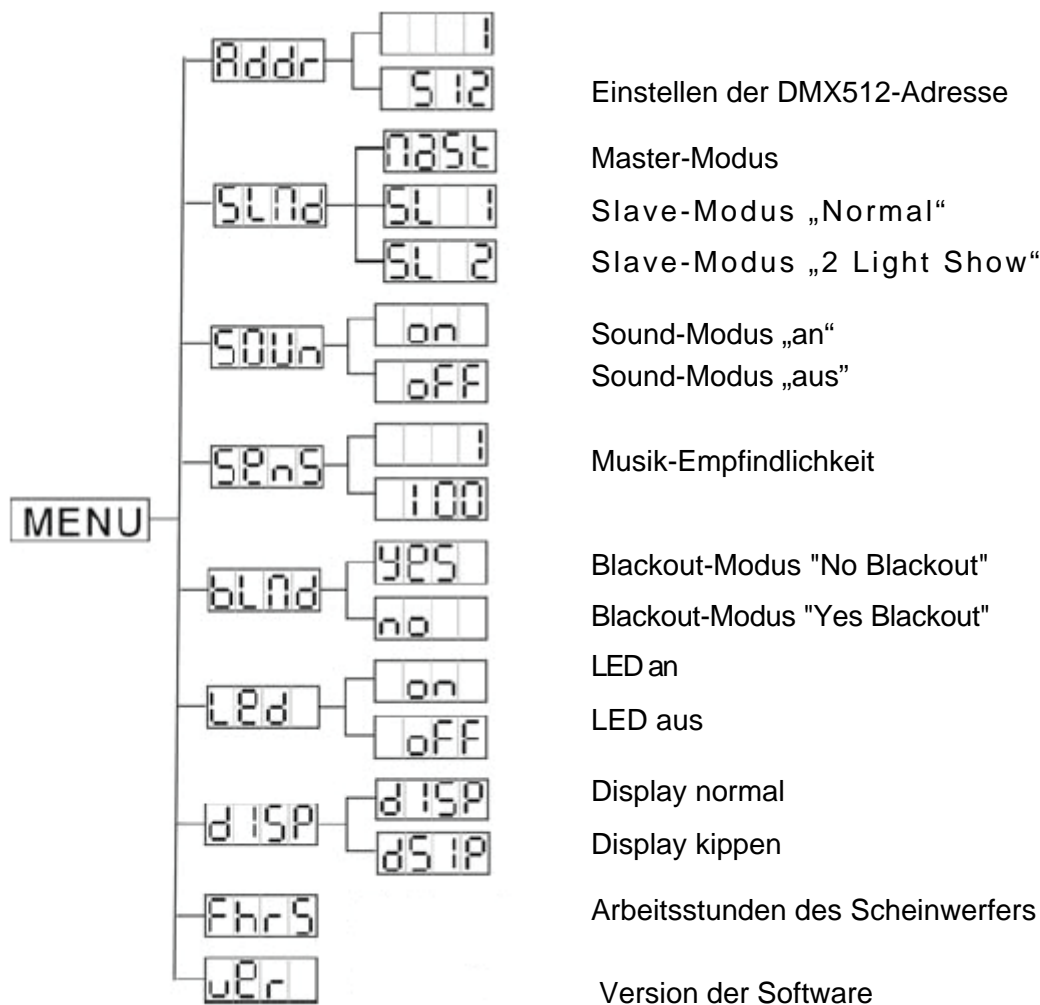 MENU
Addr
1
512
Einstellen der DMX512-Adresse
SLMd
MaSt
Master-Modus
SL 1
Slave-Modus „Normal“
SL 2
Slave-Modus „2 Light Show“
SOUn
on
Sound-Modus „an“
oFF
Sound-Modus „aus”
SenS
1
100
Musik-Empfindlichkeit
bLMd
yes
Blackout-Modus "No Blackout"
no
Blackout-Modus "Yes Blackout"
Led
on
LED an
oFF
LED aus
dISP
dISP
Display normal
dSIP
Display kippen
FhrS
Arbeitsstunden des Scheinwerfers
ver
Version der Software